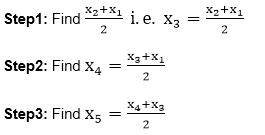 Step1: Find x₂+x₁/2 i. e. x₃ = x₂+x₁/2
Step2: Find x₄ = x₃+x₁/2
Step3: Find x₅ = x₄+x₃/2